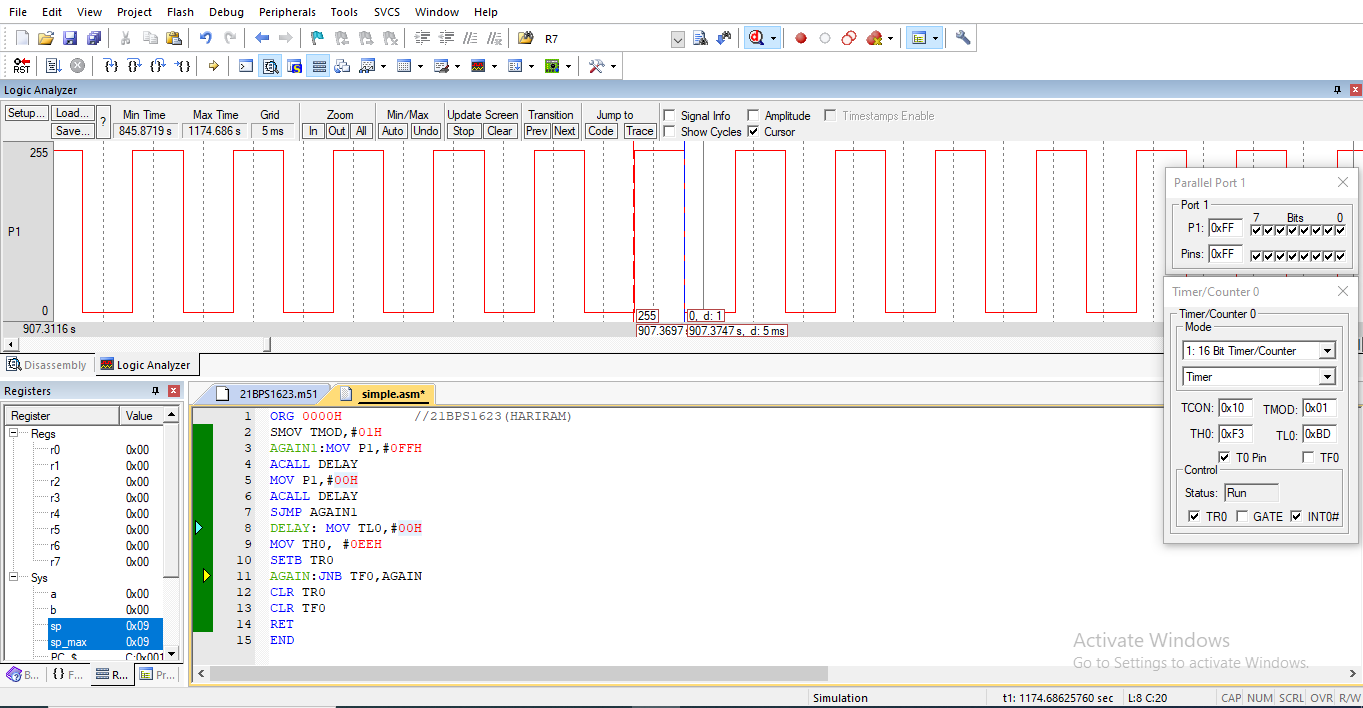 File Edit View Project Flash Debug Peripherals Tools SVCS Window Help
R7
RST
Logic Analyzer
Setup... Load... Save... ? Min Time Max Time Grid Zoom Min/Max Update Screen Transition Jump to Signal Info Amplitude Timestamps Enable
845.8719 s 1174.686 s 5 ms In Out All Auto Undo Stop Clear Prev Next Code Trace Show Cycles Cursor
255
P1
0
255 0, d: 1
907.3116 s 907.3697 907.3747 s, d: 5 ms
Parallel Port 1
Port 1
7 Bits 0
P1: 0xFF
Pins: 0xFF
Timer/Counter 0
Timer/Counter 0
Mode
1: 16 Bit Timer/Counter
Timer
TCON: 0x10 TMOD: 0x01
TH0: 0xF3 TL0: 0xBD
T0 Pin TF0
Control
Status: Run
TR0 GATE INT0#
Disassembly Logic Analyzer
Registers
Register Value
Regs
r0 0x00
r1 0x00
r2 0x00
r3 0x00
r4 0x00
r5 0x00
r6 0x00
r7 0x00
Sys
a 0x00
b 0x00
sp 0x09
sp_max 0x09
PC $ C:0x001
B... {} F... R... Pr...
21BPS1623.m51 simple.asm*
1 ORG 0000H //21BPS1623(HARIRAM)
2 SMOV TMOD,#01H
3 AGAIN1:MOV P1,#0FFH
4 ACALL DELAY
5 MOV P1,#00H
6 ACALL DELAY
7 SJMP AGAIN1
8 DELAY: MOV TL0,#00H
9 MOV TH0, #0EEH
10 SETB TR0
11 AGAIN:JNB TF0,AGAIN
12 CLR TR0
13 CLR TF0
14 RET
15 END
Activate Windows
Go to Settings to activate Windows.
Simulation t1: 1174.68625760 sec L:8 C:20 CAP NUM SCRL OVR R/W